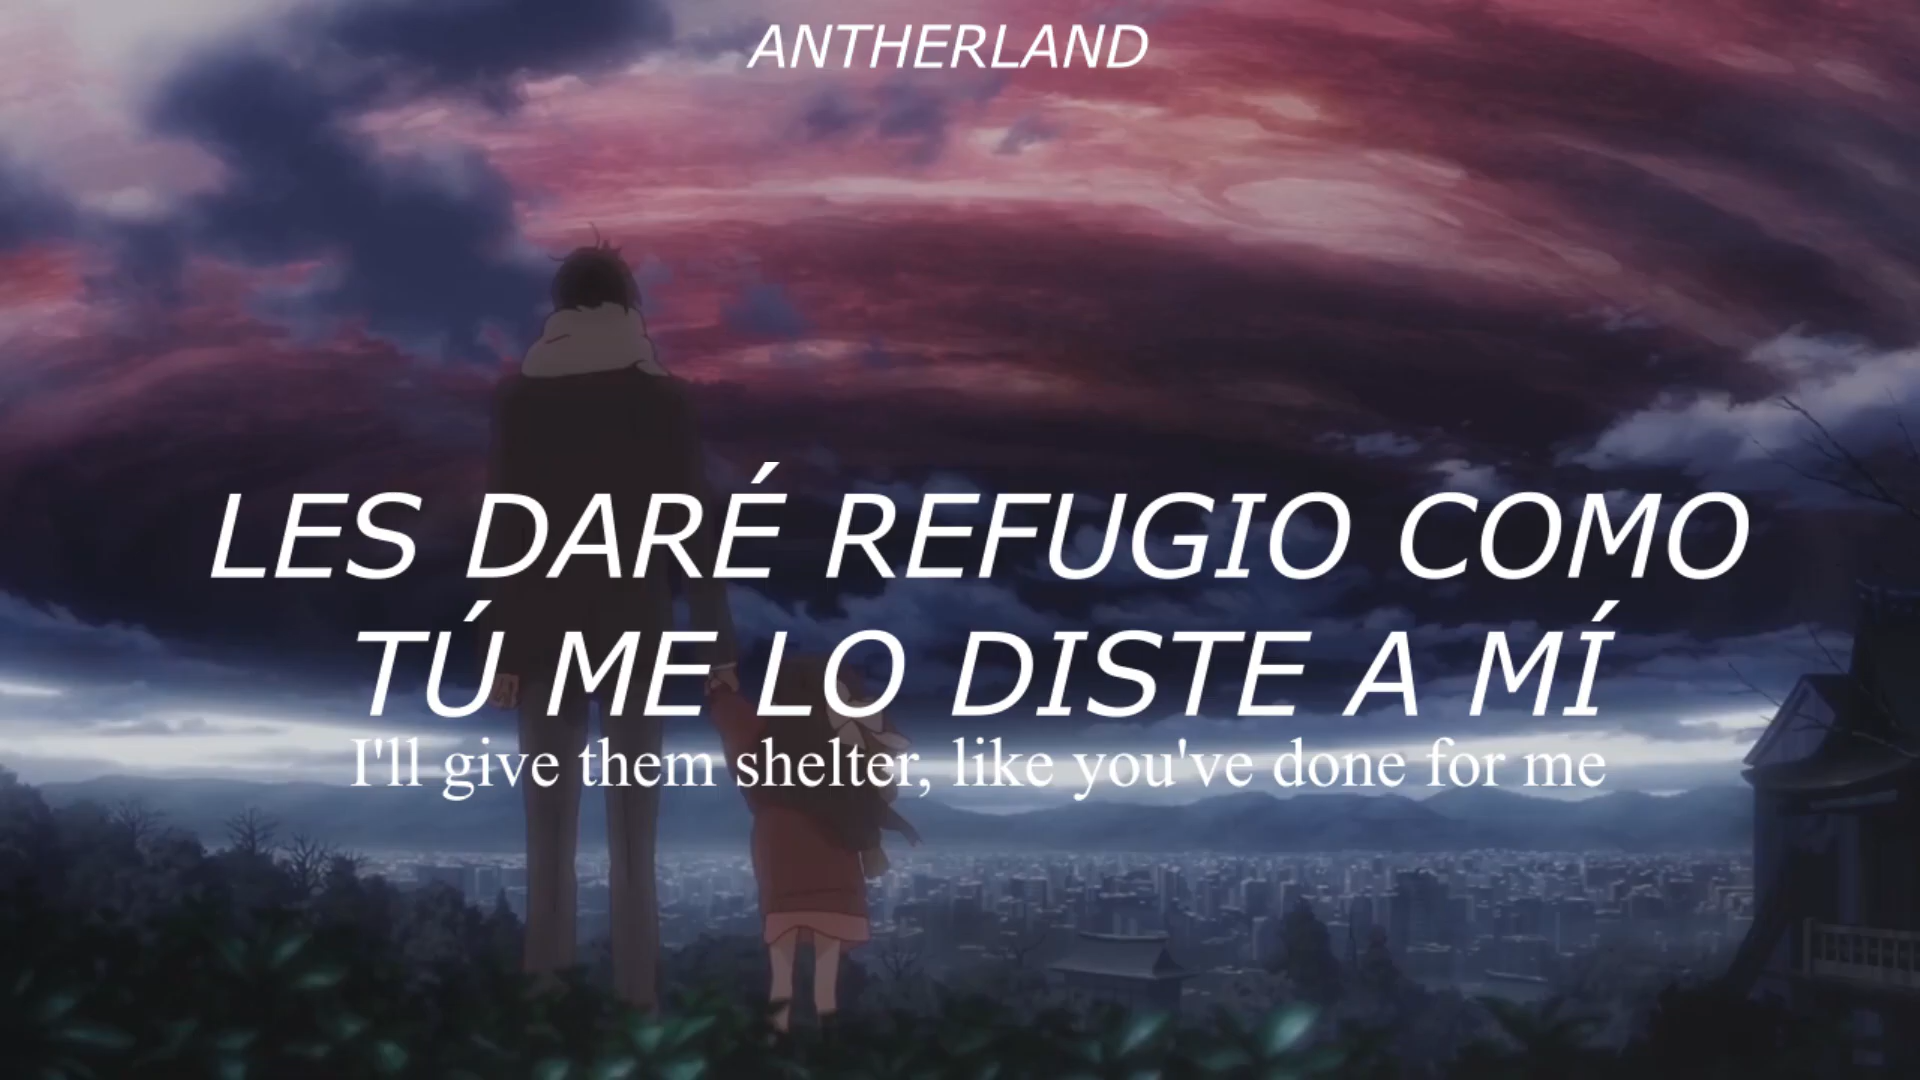 ANTHERLAND
LES DARÉ REFUGIO COMO
TÚ ME LO DISTE A MÍ
I'll give them shelter, like you've done for me